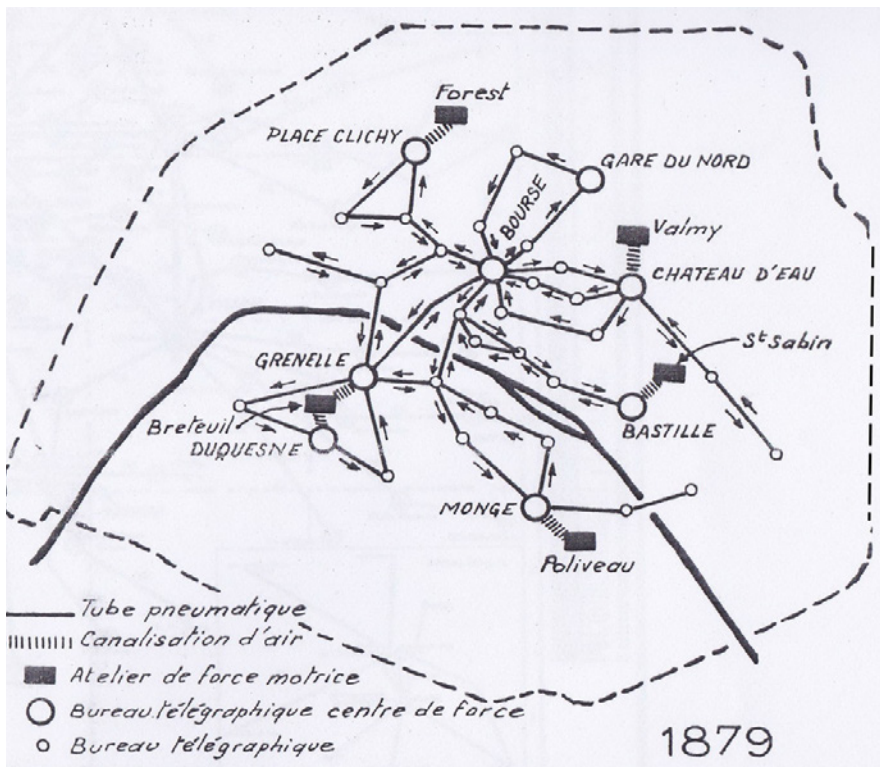 Forest
PLACE CLICHY
GARE DU NORD
BOURSE
Valmy
CHATEAU D'EAU
St Sabin
GRENELLE
Breteuil
BASTILLE
DUQUESNE
MONGE
Poliveau
Tube pneumatique
Canalisation d'air
Atelier de force motrice
Bureau télégraphique centre de force
Bureau télégraphique
1879